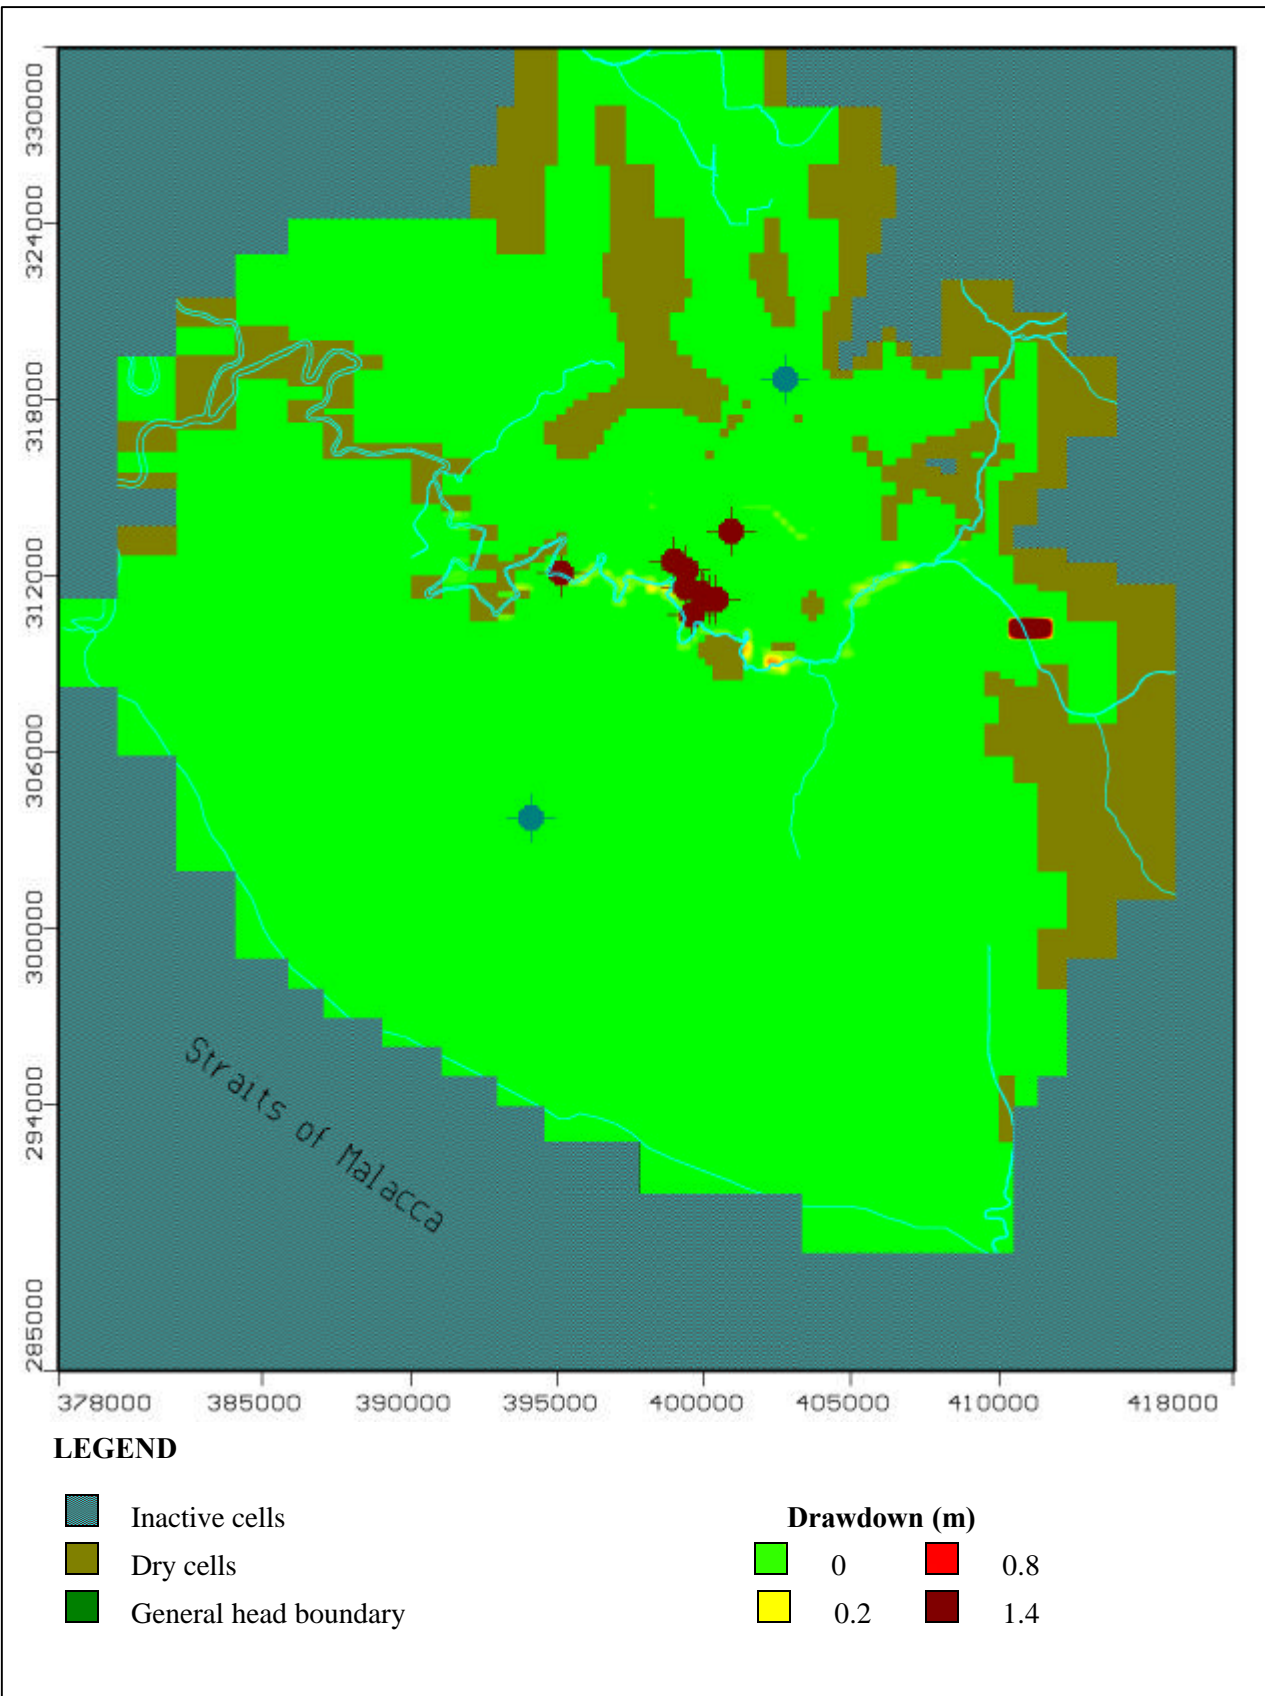 330000
324000
318000
312000
306000
300000
294000
285000
Straits of Malacca
378000 385000 390000 395000 400000 405000 410000 418000
LEGEND
Inactive cells
Dry cells
General head boundary
Drawdown (m)
0 0.8
0.2 1.4